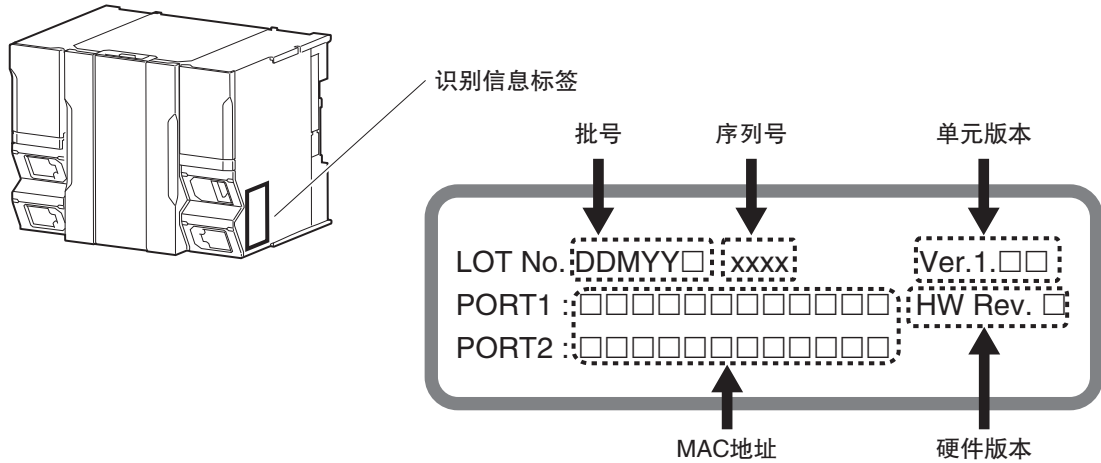 识别信息标签
批号 序列号 单元版本
LOT No. DDMYY□ xxxx Ver.1.□□
PORT1 : □□□□□□□□□□□□ HW Rev. □
PORT2 : □□□□□□□□□□□□
MAC地址 硬件版本